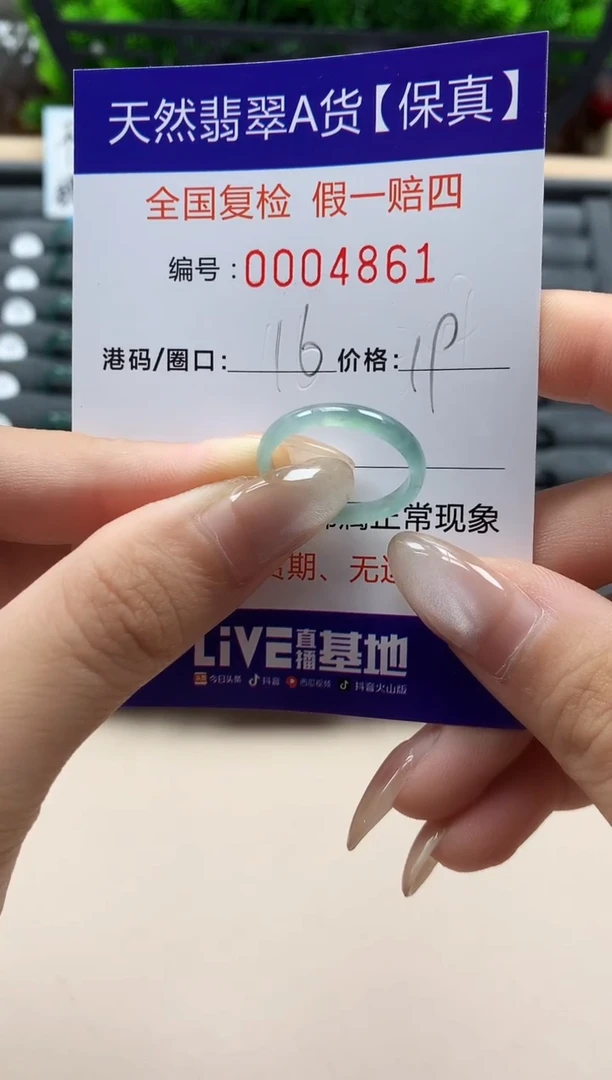 天然翡翠A货【保真】
全国复检 假一赔四
编号:0004861
港码/圈口: 16 价格: 1P
正常现象
期、无
LiVE直播基地
今日头条 抖音 西瓜视频 抖音火山版